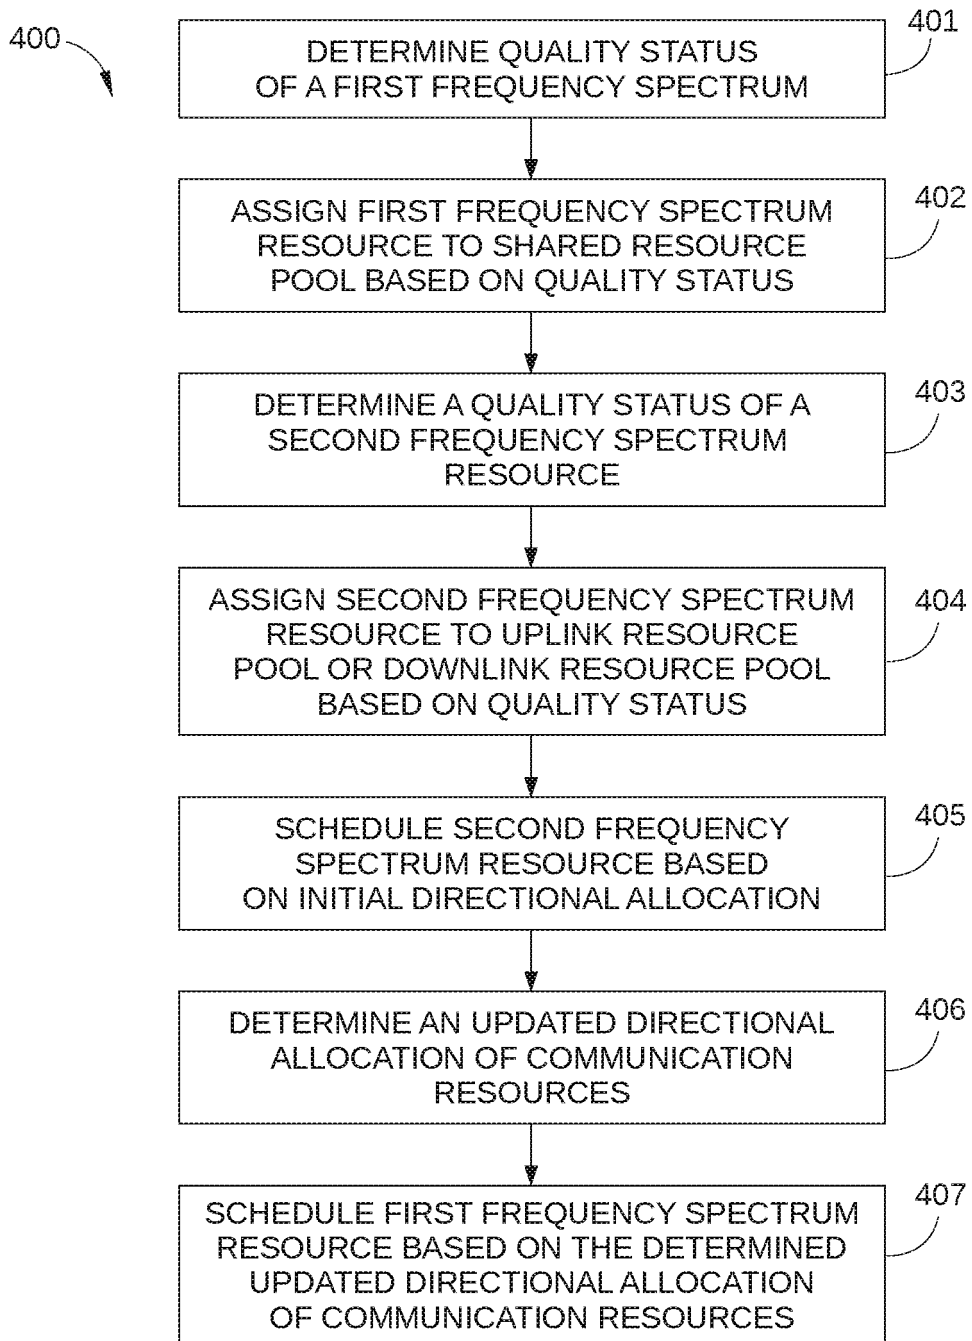 400
401
DETERMINE QUALITY STATUS
OF A FIRST FREQUENCY SPECTRUM
402
ASSIGN FIRST FREQUENCY SPECTRUM
RESOURCE TO SHARED RESOURCE
POOL BASED ON QUALITY STATUS
403
DETERMINE A QUALITY STATUS OF A
SECOND FREQUENCY SPECTRUM
RESOURCE
404
ASSIGN SECOND FREQUENCY SPECTRUM
RESOURCE TO UPLINK RESOURCE
POOL OR DOWNLINK RESOURCE POOL
BASED ON QUALITY STATUS
405
SCHEDULE SECOND FREQUENCY
SPECTRUM RESOURCE BASED
ON INITIAL DIRECTIONAL ALLOCATION
406
DETERMINE AN UPDATED DIRECTIONAL
ALLOCATION OF COMMUNICATION
RESOURCES
407
SCHEDULE FIRST FREQUENCY SPECTRUM
RESOURCE BASED ON THE DETERMINED
UPDATED DIRECTIONAL ALLOCATION
OF COMMUNICATION RESOURCES